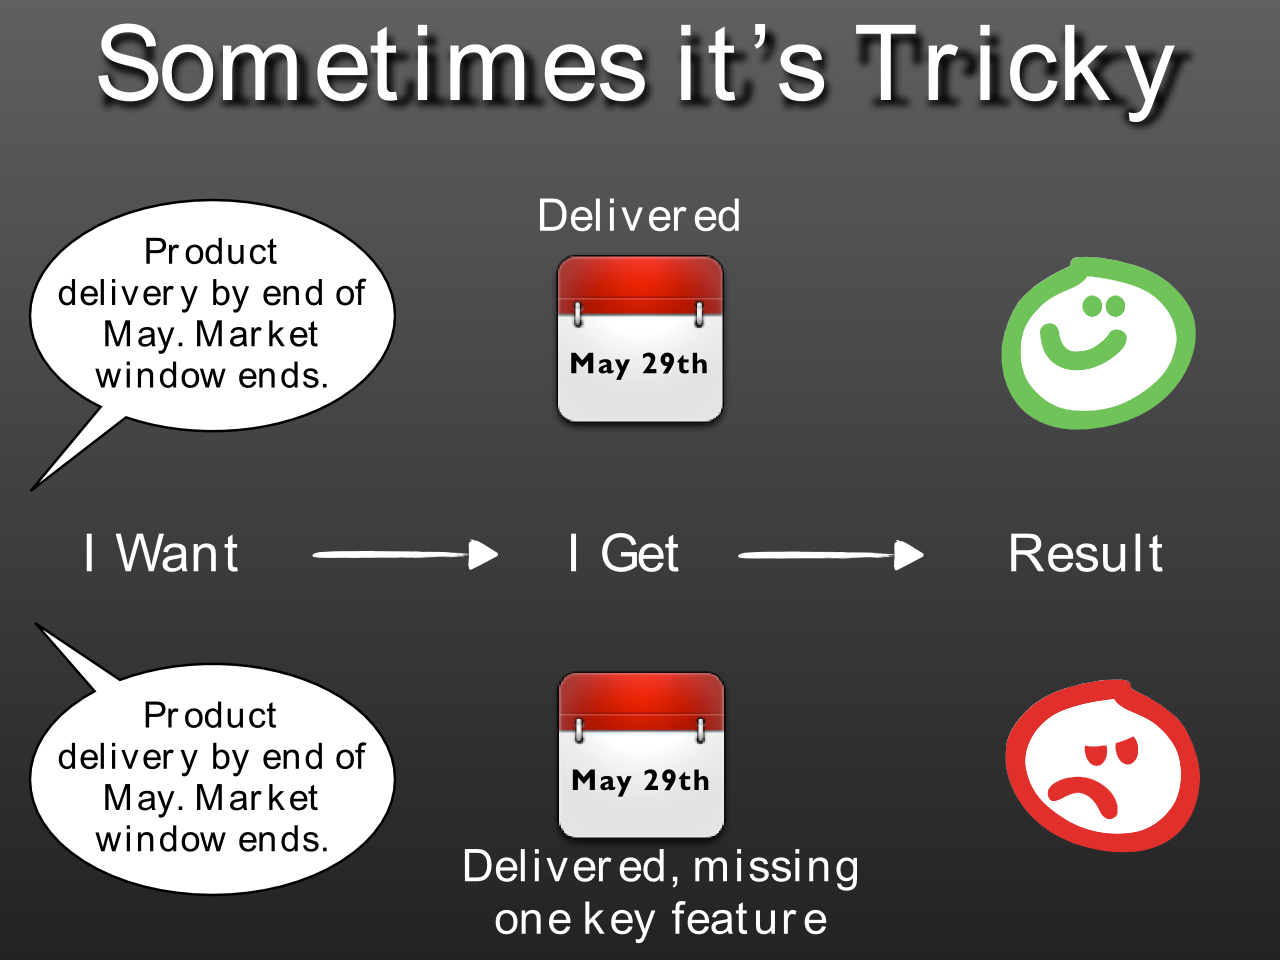 Sometimes it’s Tricky
Product
delivery by end of
May. Market
window ends.
Delivered
May 29th
I Want
I Get
Result
Product
delivery by end of
May. Market
window ends.
May 29th
Delivered, missing
one key feature